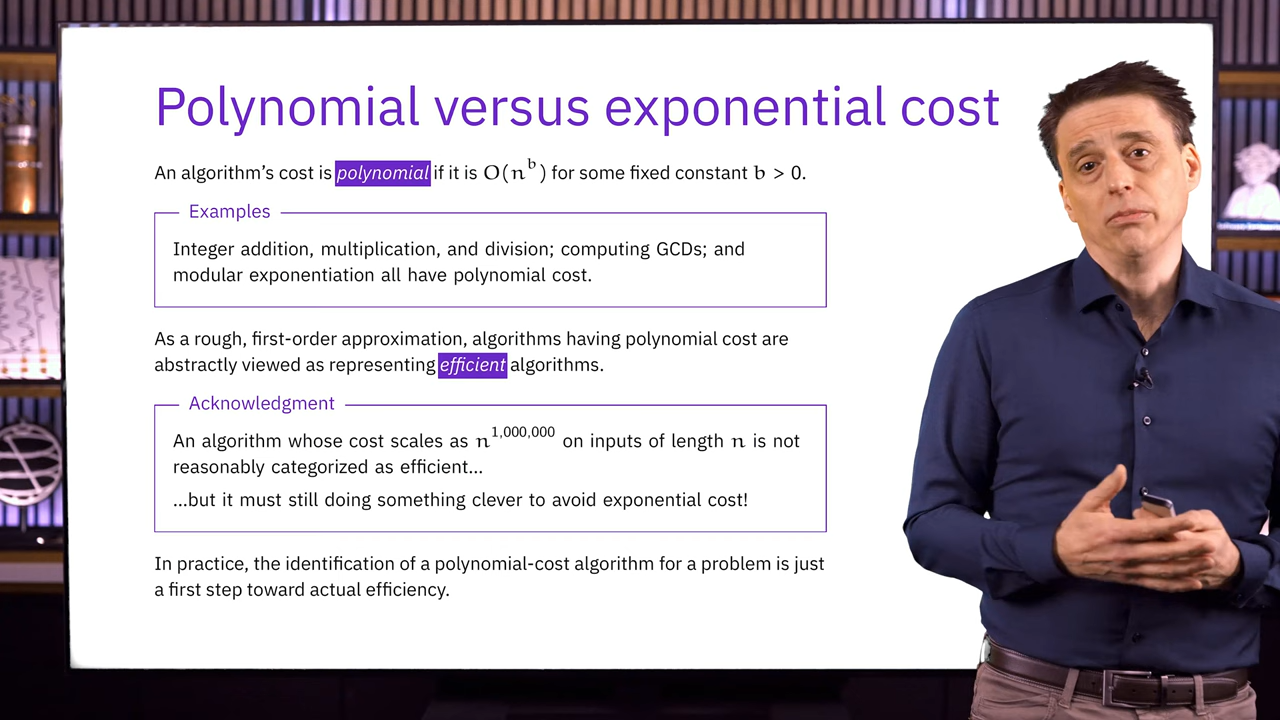 Polynomial versus exponential cost
An algorithm's cost is polynomial if it is O(n^b) for some fixed constant b > 0.
Examples
Integer addition, multiplication, and division; computing GCDs; and
modular exponentiation all have polynomial cost.
As a rough, first-order approximation, algorithms having polynomial cost are
abstractly viewed as representing efficient algorithms.
Acknowledgment
An algorithm whose cost scales as n^1,000,000 on inputs of length n is not
reasonably categorized as efficient...
...but it must still doing something clever to avoid exponential cost!
In practice, the identification of a polynomial-cost algorithm for a problem is just
a first step toward actual efficiency.